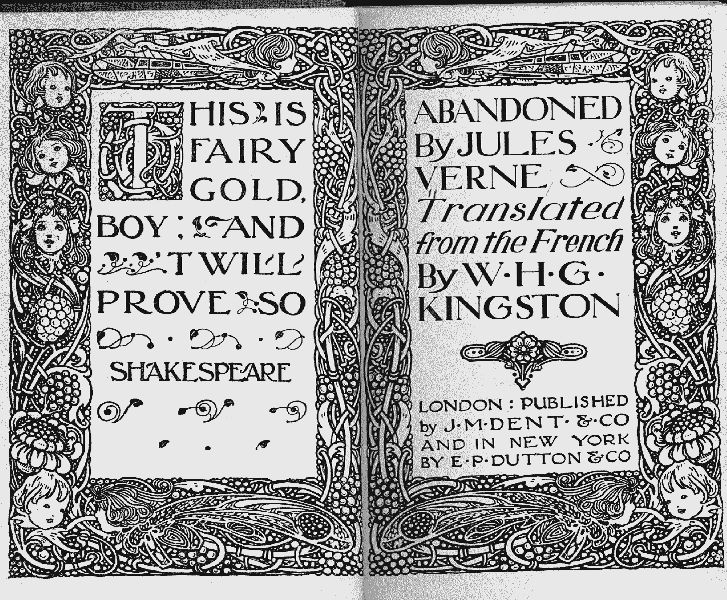 THIS IS
FAIRY
GOLD,
BOY; AND
'TWILL
PROVE SO
SHAKESPEARE
ABANDONED
By JULES
VERNE
Translated
from the French
By W·H·G·
KINGSTON
LONDON: PUBLISHED
by J·M·DENT· & ·CO
AND IN NEW YORK
BY E·P·DUTTON & CO